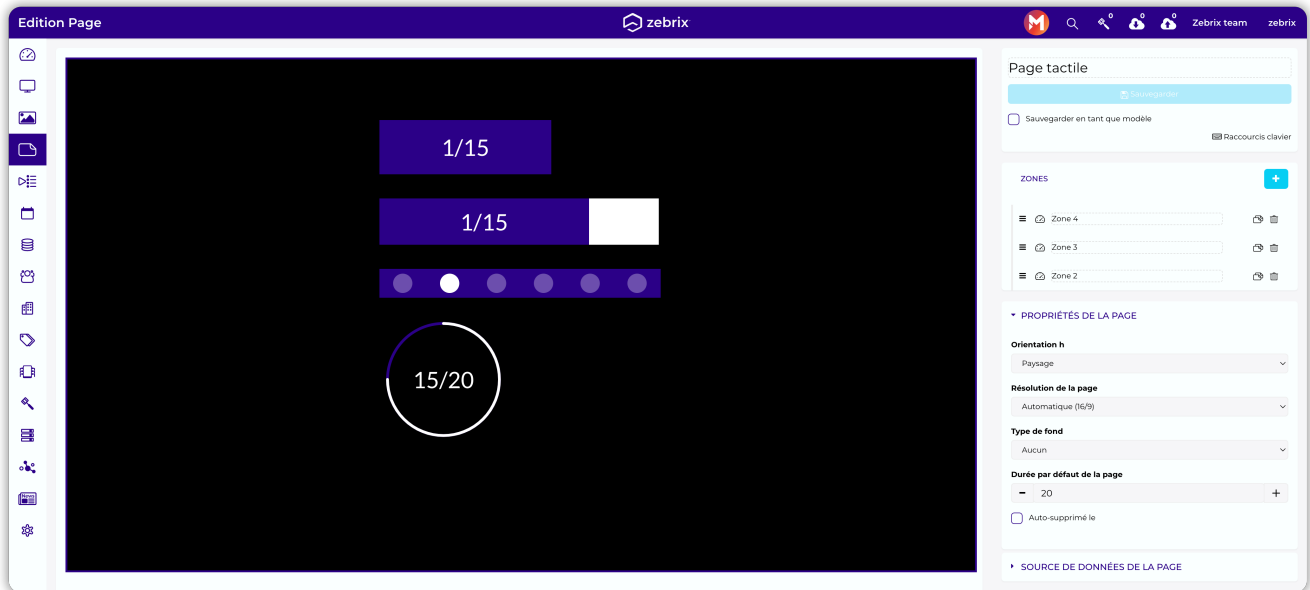 Edition Page
zebrix
0
0
0
Zebrix team
zebrix
Page tactile
Sauvegarder
Sauvegarder en tant que modèle
Raccourcis clavier
1/15
1/15
15/20
ZONES
+
Zone 4
Zone 3
Zone 2
PROPRIÉTÉS DE LA PAGE
Orientation h
Paysage
Résolution de la page
Automatique (16/9)
Type de fond
Aucun
Durée par défaut de la page
- 20 +
Auto-supprimé le
SOURCE DE DONNÉES DE LA PAGE